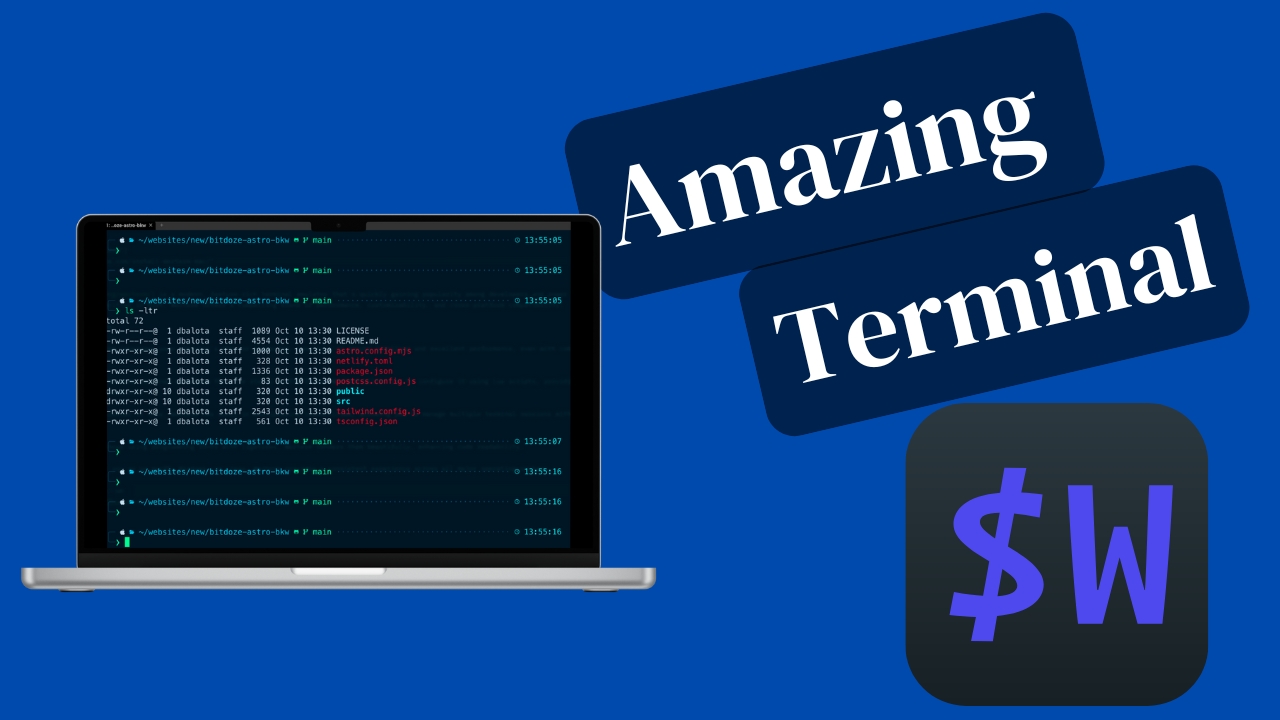 Amazing
Terminal
1:..oze-astro-bkw × +
~/websites/new/bitdoze-astro-bkw main 13:55:05
❯
~/websites/new/bitdoze-astro-bkw main 13:55:05
❯
~/websites/new/bitdoze-astro-bkw main 13:55:05
❯ ls -ltr
total 72
-rw-r--r--@ 1 dbalota staff 1089 Oct 10 13:30 LICENSE
-rw-r--r--@ 1 dbalota staff 4554 Oct 10 13:30 README.md
-rwxr-xr-x@ 1 dbalota staff 1000 Oct 10 13:30 astro.config.mjs
-rwxr-xr-x@ 1 dbalota staff 328 Oct 10 13:30 netlify.toml
-rwxr-xr-x@ 1 dbalota staff 1336 Oct 10 13:30 package.json
-rwxr-xr-x@ 1 dbalota staff 83 Oct 10 13:30 postcss.config.js
drwxr-xr-x@ 10 dbalota staff 320 Oct 10 13:30 public
drwxr-xr-x@ 10 dbalota staff 320 Oct 10 13:30 src
-rwxr-xr-x@ 1 dbalota staff 2543 Oct 10 13:30 tailwind.config.js
-rwxr-xr-x@ 1 dbalota staff 561 Oct 10 13:30 tsconfig.json
~/websites/new/bitdoze-astro-bkw main 13:55:07
❯
~/websites/new/bitdoze-astro-bkw main 13:55:16
❯
~/websites/new/bitdoze-astro-bkw main 13:55:16
❯
~/websites/new/bitdoze-astro-bkw main 13:55:16
❯
$W